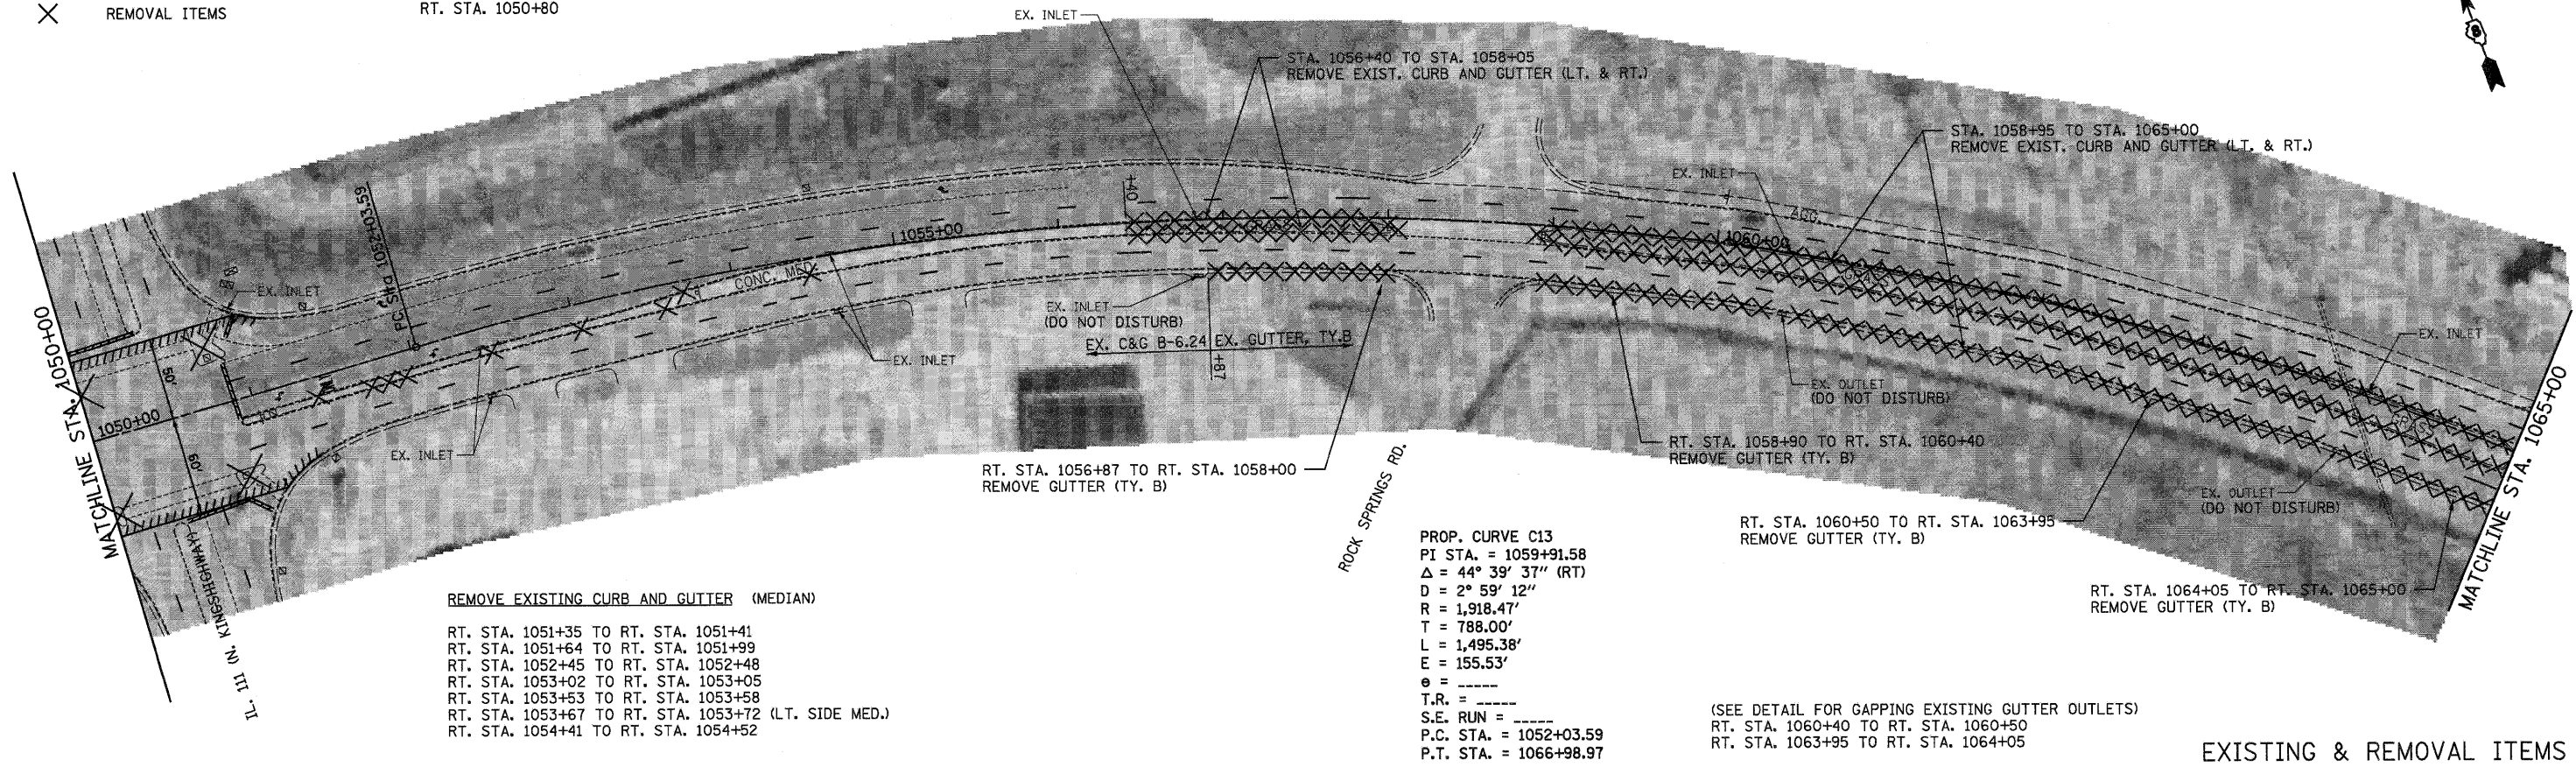 REMOVAL ITEMS
RT. STA. 1050+80
EX. INLET
STA. 1056+40 TO STA. 1058+05
REMOVE EXIST. CURB AND GUTTER (LT. & RT.)
STA. 1058+95 TO STA. 1065+00
REMOVE EXIST. CURB AND GUTTER (LT. & RT.)
EX. INLET
+40
PC Sta 1052+03.59
1055+00
AGG.
1060+00
GRASS
CONC. MED.
EX. INLET
EX. INLET
(DO NOT DISTURB)
EX. C&G B-6.24 EX. GUTTER, TY.B
+87
EX. INLET
EX. INLET
EX. OUTLET
(DO NOT DISTURB)
MATCHLINE STA. 1050+00
1050+00
50'
60'
EX. INLET
GRASS
MATCHLINE STA. 1065+00
RT. STA. 1058+90 TO RT. STA. 1060+40
REMOVE GUTTER (TY. B)
RT. STA. 1056+87 TO RT. STA. 1058+00
REMOVE GUTTER (TY. B)
ROCK SPRINGS RD.
EX. OUTLET
(DO NOT DISTURB)
RT. STA. 1060+50 TO RT. STA. 1063+95
REMOVE GUTTER (TY. B)
RT. STA. 1064+05 TO RT. STA. 1065+00
REMOVE GUTTER (TY. B)
IL. 111 (N. KINGSHIGHWAY)
REMOVE EXISTING CURB AND GUTTER (MEDIAN)
RT. STA. 1051+35 TO RT. STA. 1051+41
RT. STA. 1051+64 TO RT. STA. 1051+99
RT. STA. 1052+45 TO RT. STA. 1052+48
RT. STA. 1053+02 TO RT. STA. 1053+05
RT. STA. 1053+53 TO RT. STA. 1053+58
RT. STA. 1053+67 TO RT. STA. 1053+72 (LT. SIDE MED.)
RT. STA. 1054+41 TO RT. STA. 1054+52
PROP. CURVE C13
PI STA. = 1059+91.58
Δ = 44° 39' 37" (RT)
D = 2° 59' 12"
R = 1,918.47'
T = 788.00'
L = 1,495.38'
E = 155.53'
e = _____
T.R. = _____
S.E. RUN = _____
P.C. STA. = 1052+03.59
P.T. STA. = 1066+98.97
(SEE DETAIL FOR GAPPING EXISTING GUTTER OUTLETS)
RT. STA. 1060+40 TO RT. STA. 1060+50
RT. STA. 1063+95 TO RT. STA. 1064+05
EXISTING & REMOVAL ITEMS